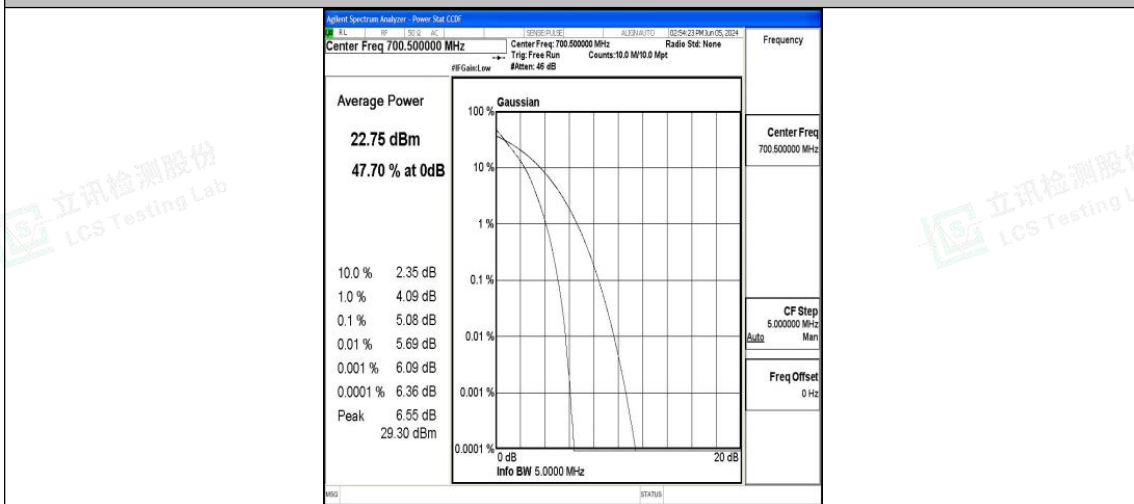 Agilent Spectrum Analyzer - Power Stat CCDF
RL RF 50 Ω AC SENSE:PULSE ALIGN AUTO 02:54:23 PM Jun 05, 2024
Center Freq 700.500000 MHz
Center Freq: 700.500000 MHz Radio Std: None
Trig: Free Run Counts:10.0 M/10.0 Mpt
#IFGain:Low #Atten: 46 dB
Frequency
Average Power
22.75 dBm
47.70 % at 0dB
10.0 % 2.35 dB
1.0 % 4.09 dB
0.1 % 5.08 dB
0.01 % 5.69 dB
0.001 % 6.09 dB
0.0001 % 6.36 dB
Peak 6.55 dB
29.30 dBm
Gaussian
100 %
10 %
1 %
0.1 %
0.01 %
0.001 %
0.0001 %
0 dB 20 dB
Info BW 5.0000 MHz
Center Freq
700.500000 MHz
CF Step
5.000000 MHz
Auto Man
Freq Offset
0 Hz
MSG STATUS
立讯检测股份
LCS Testing Lab
立讯检测股份
LCS Testing L